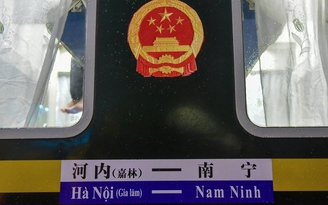 河内(嘉林) — 南宁
Hà Nội (Gia lâm) — Nam Ninh